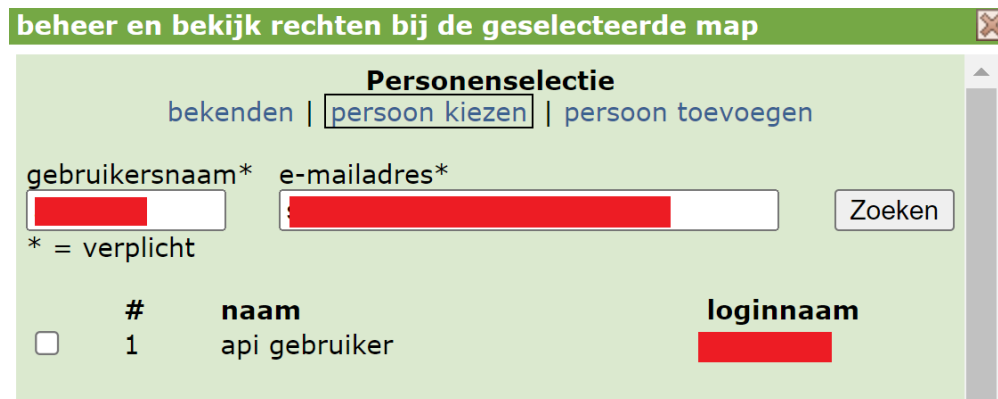 beheer en bekijk rechten bij de geselecteerde map
Personenselectie
bekenden | persoon kiezen | persoon toevoegen
gebruikersnaam* e-mailadres*
Zoeken
* = verplicht
# naam loginnaam
1 api gebruiker